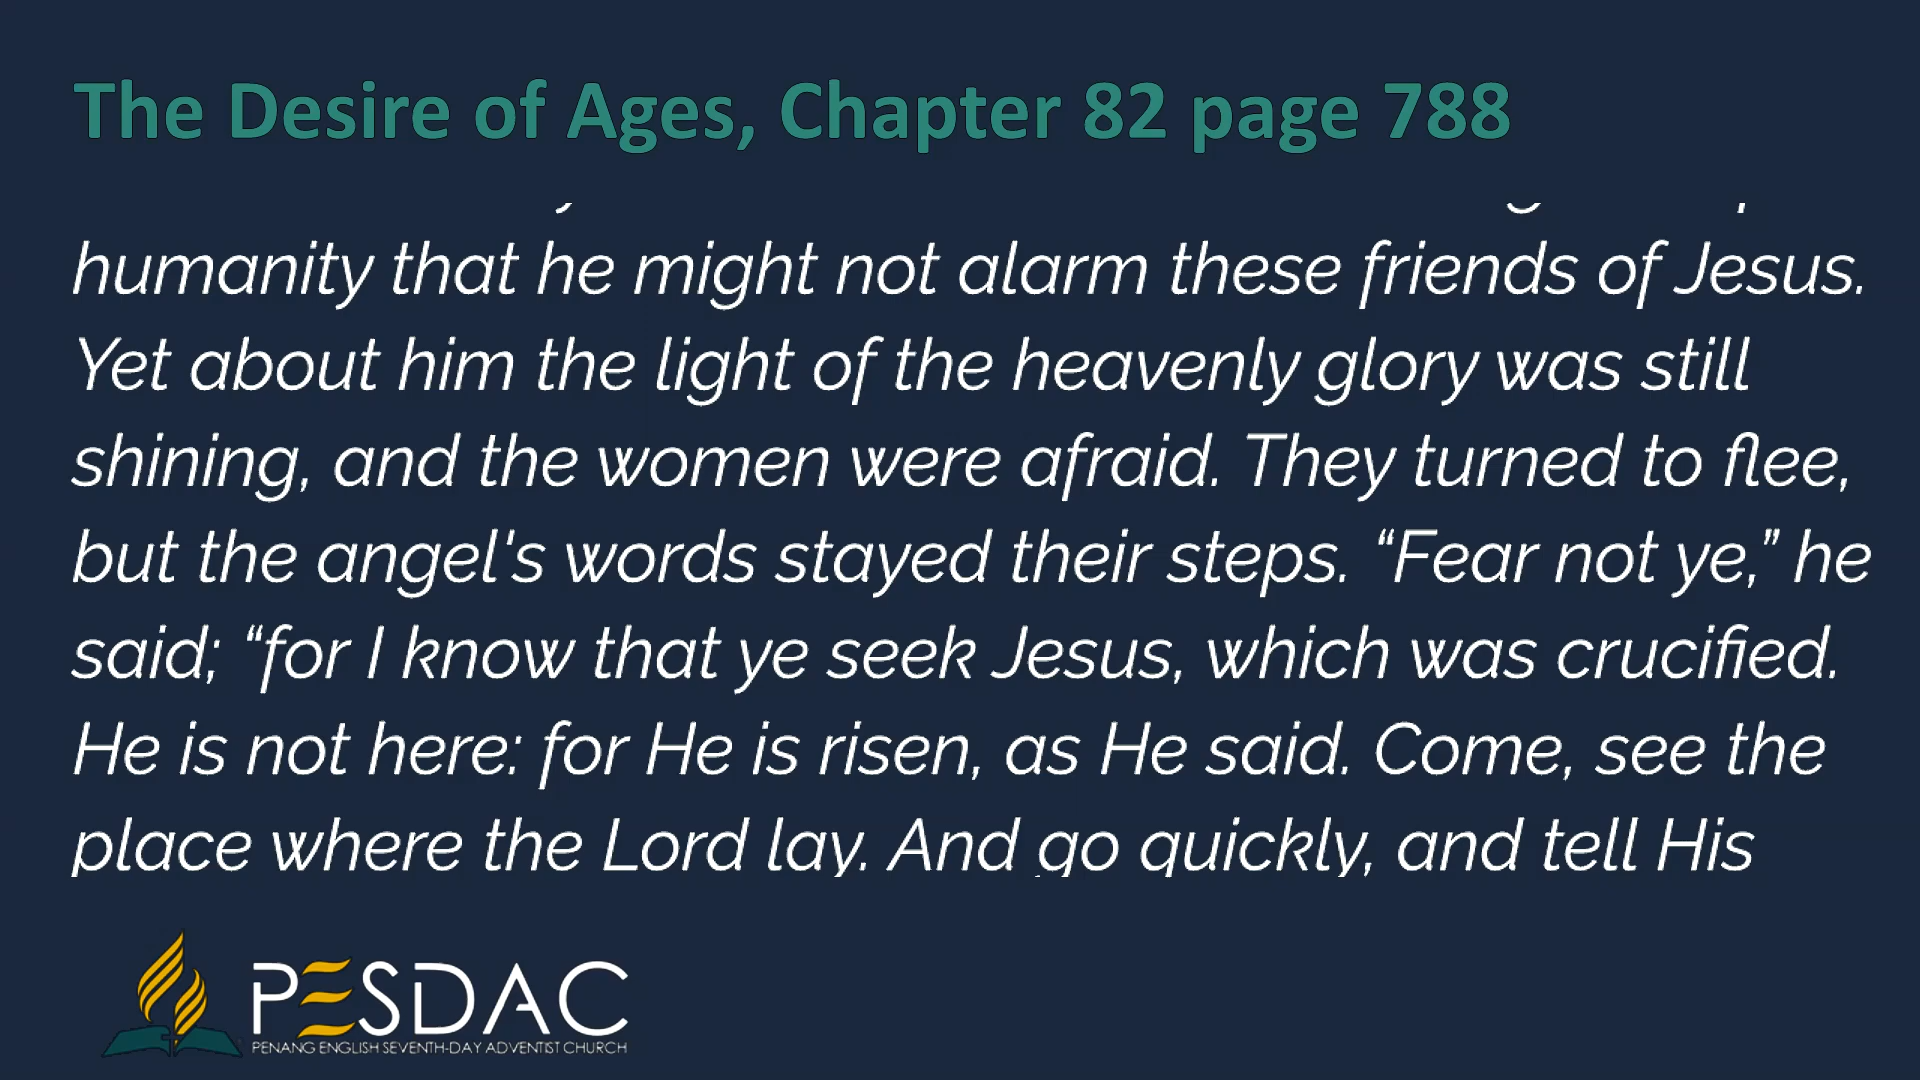 The Desire of Ages, Chapter 82 page 788
humanity that he might not alarm these friends of Jesus.
Yet about him the light of the heavenly glory was still
shining, and the women were afraid. They turned to flee,
but the angel's words stayed their steps. “Fear not ye,” he
said; “for I know that ye seek Jesus, which was crucified.
He is not here: for He is risen, as He said. Come, see the
place where the Lord lay. And go quickly, and tell His
PESDAC
PENANG ENGLISH SEVENTH-DAY ADVENTIST CHURCH